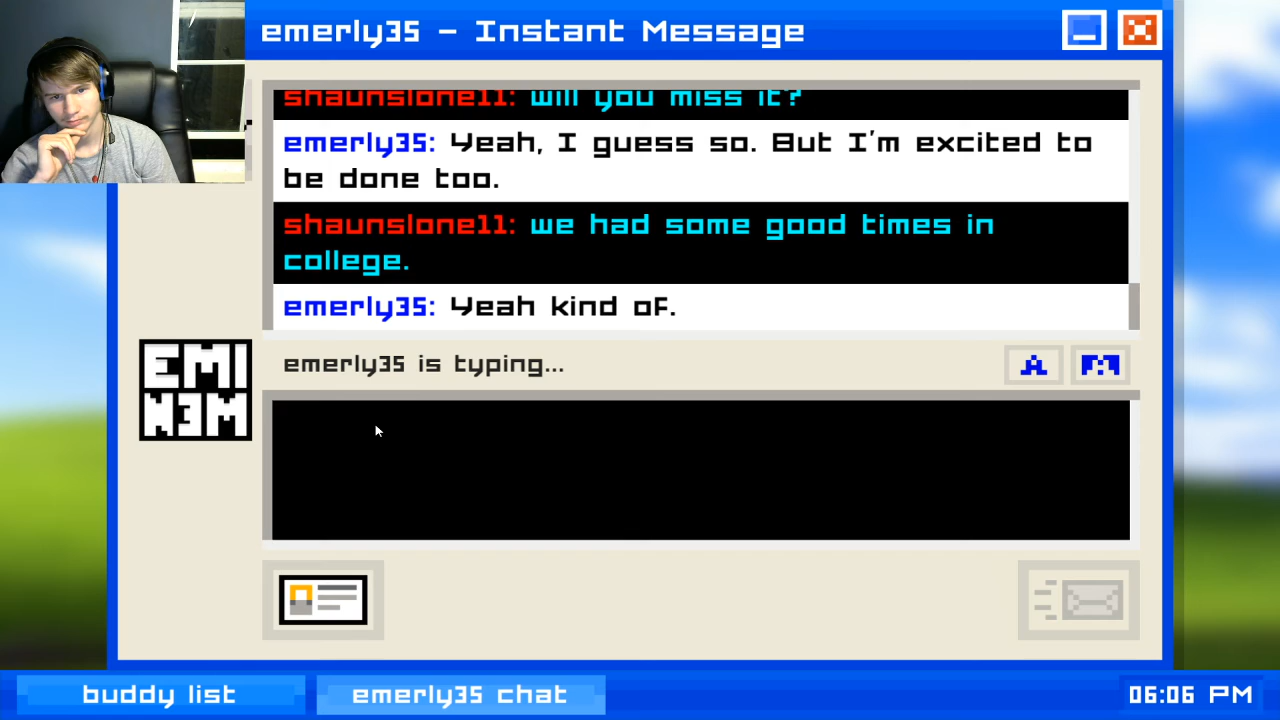 emerly35 - Instant Message
shaunslone11: will you miss it?
emerly35: Yeah, I guess so. But I'm excited to
be done too.
shaunslone11: we had some good times in
college.
emerly35: Yeah kind of.
emerly35 is typing...
A
EMI
N3M
buddy list
emerly35 chat
06:06 PM